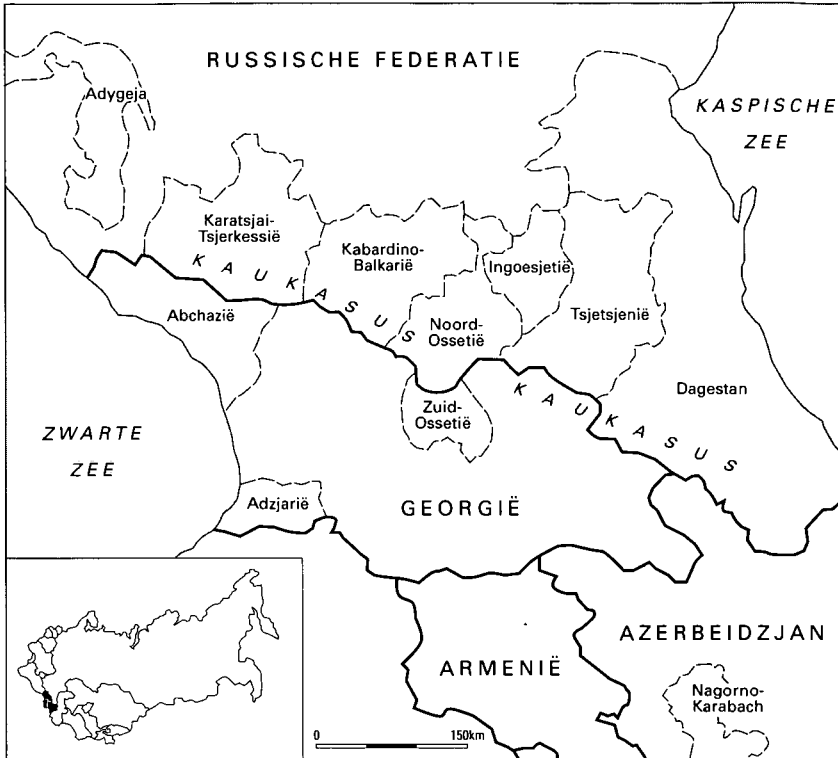 RUSSISCHE FEDERATIE
Adygeja
KASPISCHE
ZEE
Karatsjai-
Tsjerkessië
Kabardino-
Balkarië
Ingoesjetië
KAUKASUS
Abchazië
Noord-
Ossetië
Tsjetsjenië
Dagestan
Zuid-
Ossetië
KAUKASUS
ZWARTE
ZEE
Adzjarië
GEORGIË
AZERBEIDZJAN
ARMENIË
Nagorno-
Karabach
0 150km